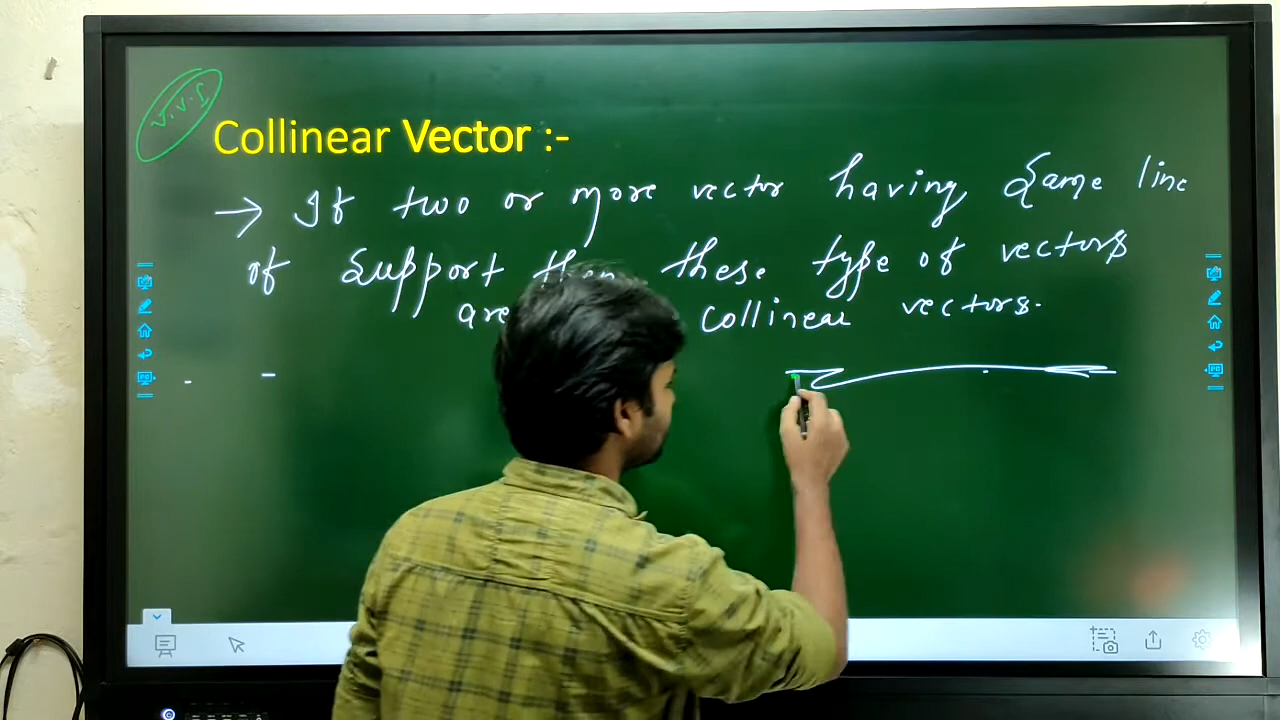 V.V.I
Collinear Vector :-
→ If two or more vector having same line
of support then these type of vectors
are collinear vectors.